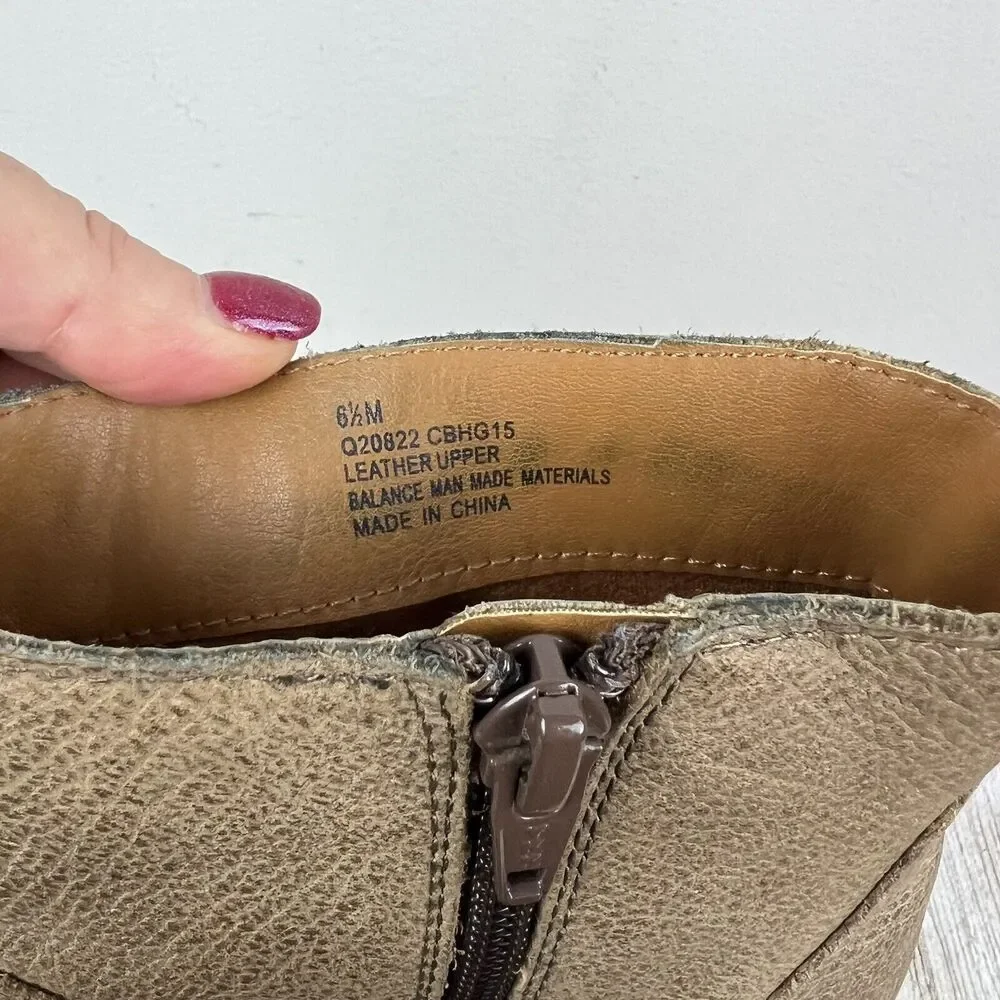 6½M
Q20822 CBHG15
LEATHER UPPER
BALANCE MAN MADE MATERIALS
MADE IN CHINA